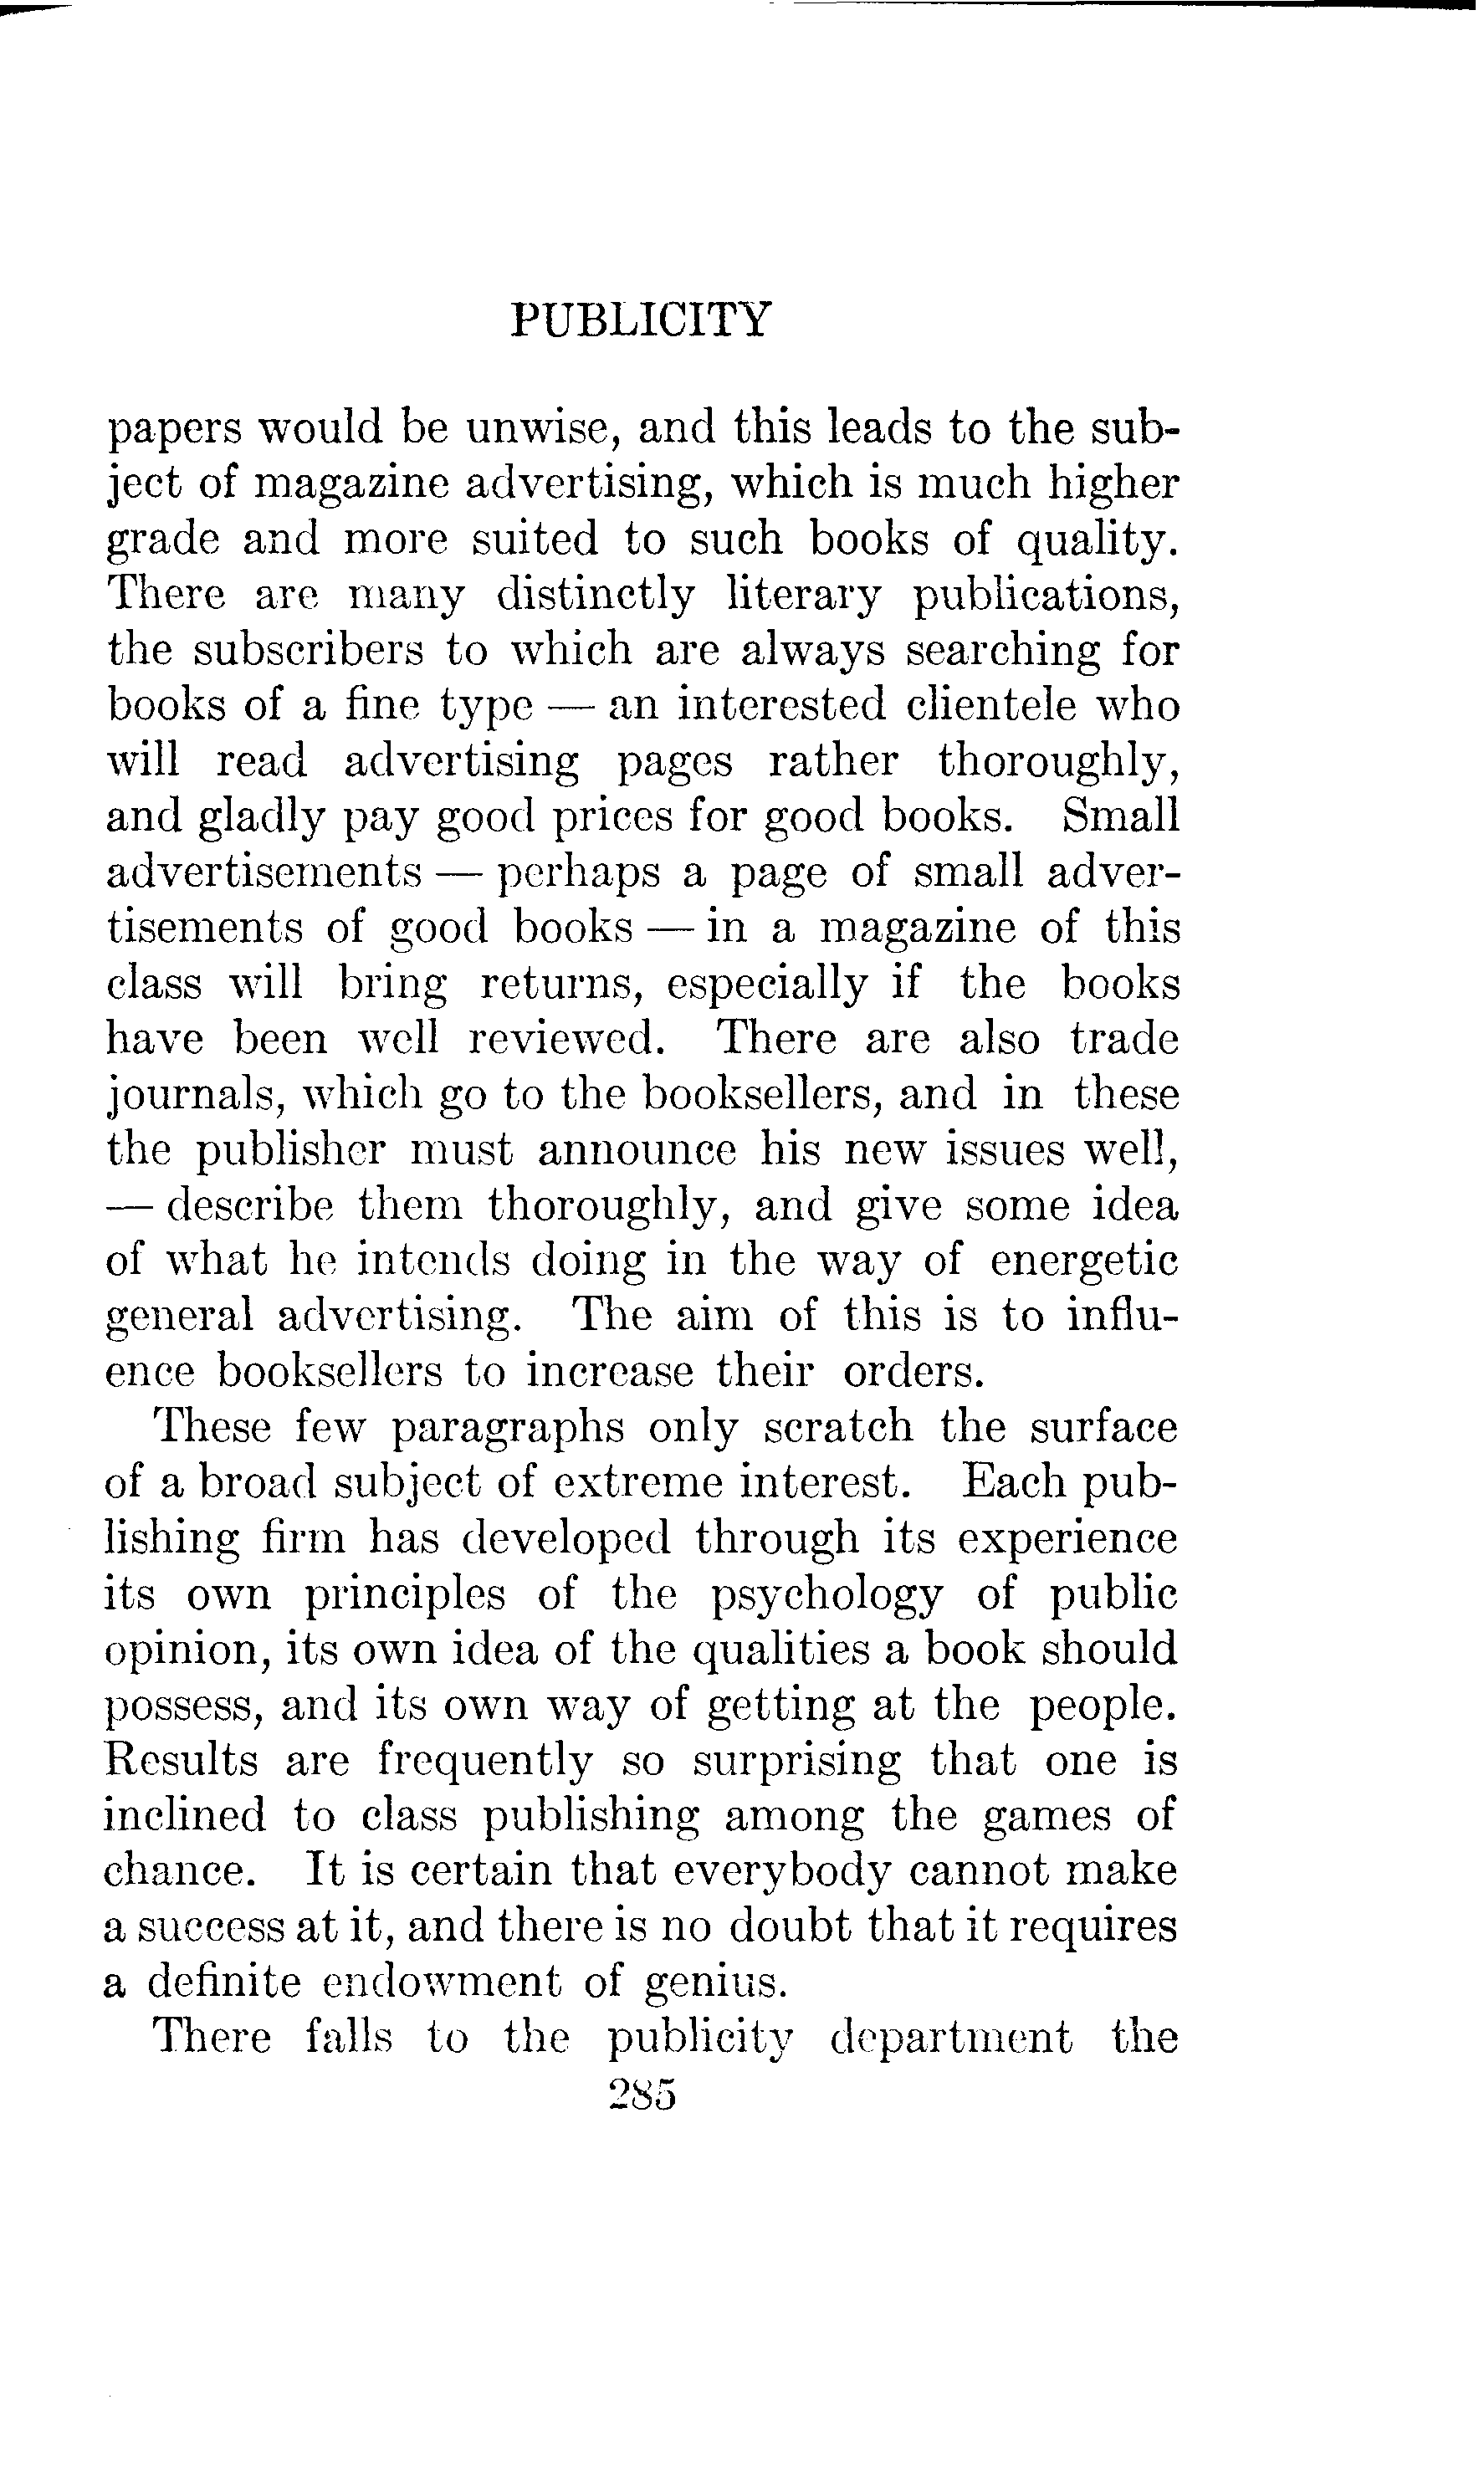 PUBLICITY
papers would be unwise, and this leads to the sub-
ject of magazine advertising, which is much higher
grade and more suited to such books of quality.
There are many distinctly literary publications,
the subscribers to which are always searching for
books of a fine type — an interested clientele who
will read advertising pages rather thoroughly,
and gladly pay good prices for good books. Small
advertisements — perhaps a page of small adver-
tisements of good books — in a magazine of this
class will bring returns, especially if the books
have been well reviewed. There are also trade
journals, which go to the booksellers, and in these
the publisher must announce his new issues well,
— describe them thoroughly, and give some idea
of what he intends doing in the way of energetic
general advertising. The aim of this is to influ-
ence booksellers to increase their orders.
These few paragraphs only scratch the surface
of a broad subject of extreme interest. Each pub-
lishing firm has developed through its experience
its own principles of the psychology of public
opinion, its own idea of the qualities a book should
possess, and its own way of getting at the people.
Results are frequently so surprising that one is
inclined to class publishing among the games of
chance. It is certain that everybody cannot make
a success at it, and there is no doubt that it requires
a definite endowment of genius.
There falls to the publicity department the
285